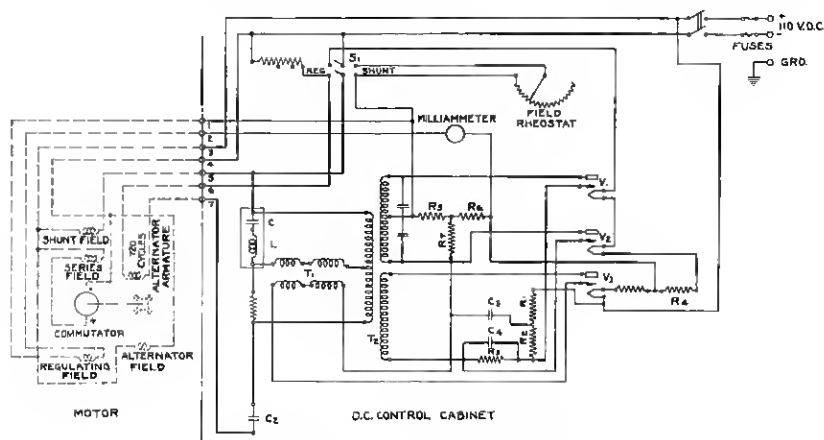 +
110 V.D.C.
-
FUSES
GRD.
S1
REG.
SHUNT
FIELD
RHEOSTAT
MILLIAMMETER
1
2
3
4
5
6
7
SHUNT FIELD
720
CYCLES
ALTERNATOR
ARMATURE
SERIES
FIELD
+
COMMUTATOR
REGULATING
FIELD
ALTERNATOR
FIELD
C
L
T1
T2
R5
R6
R7
V1
V2
V3
C3
C4
R1
R2
R3
R4
C2
MOTOR
D.C. CONTROL CABINET